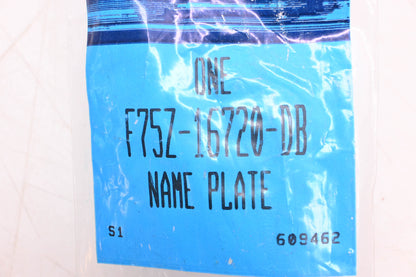 ONE
F75Z-16720-DB
NAME PLATE
S1 609462